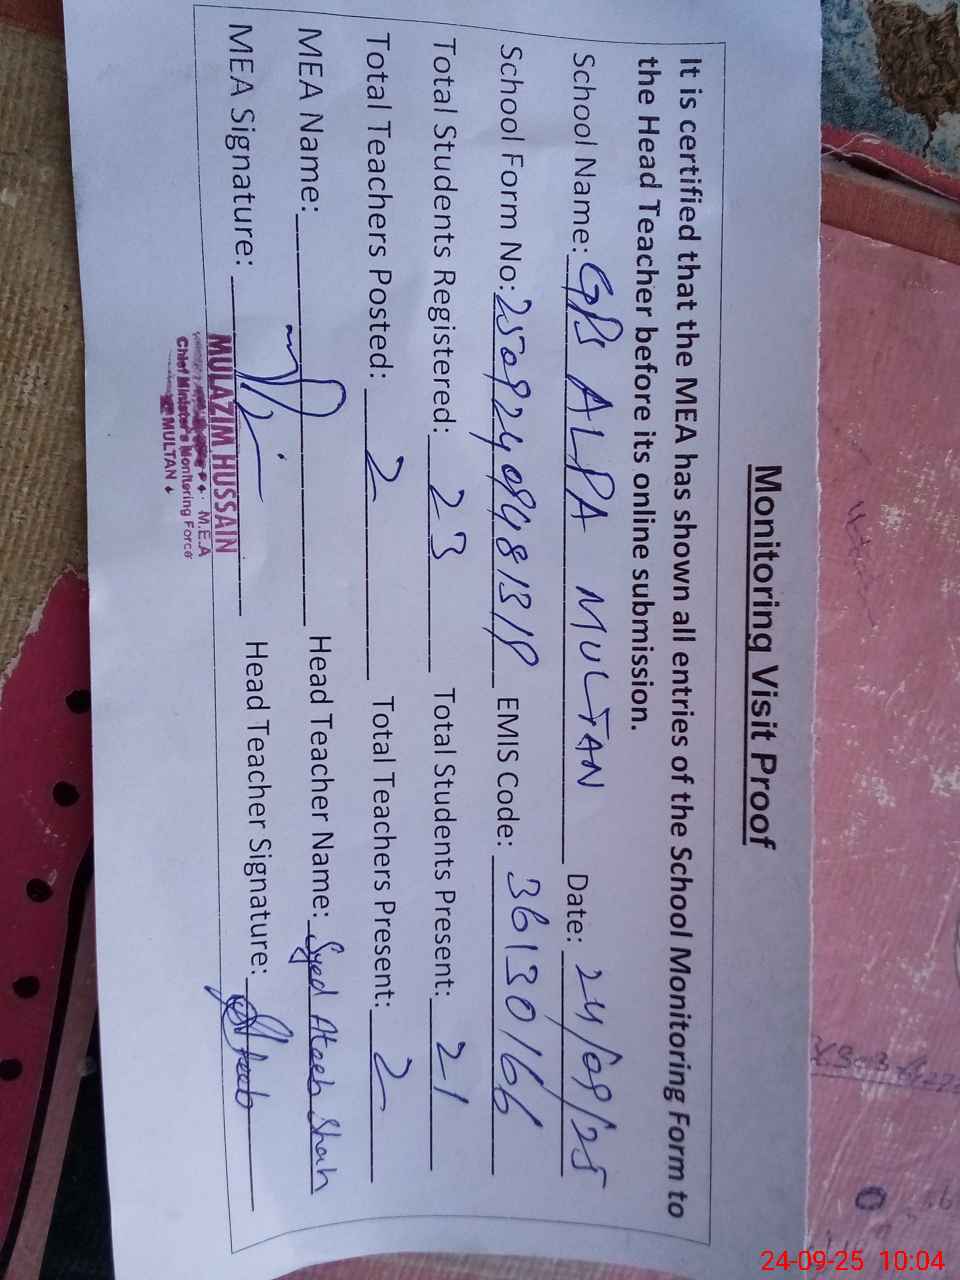 Monitoring Visit Proof
It is certified that the MEA has shown all entries of the School Monitoring Form to
the Head Teacher before its online submission.
School Name: GPS ALPA MULTAN Date: 24/09/25
School Form No: EMIS Code: 36130166
Total Students Registered: 23 Total Students Present: 21
Total Teachers Posted: 2 Total Teachers Present: 2
MEA Name: Head Teacher Name: Syed Ateeb Shah
MEA Signature: Head Teacher Signature:
MULAZIM HUSSAIN
M.E.A
Chief Minister's Monitoring Force
MULTAN
24-09-25 10:04